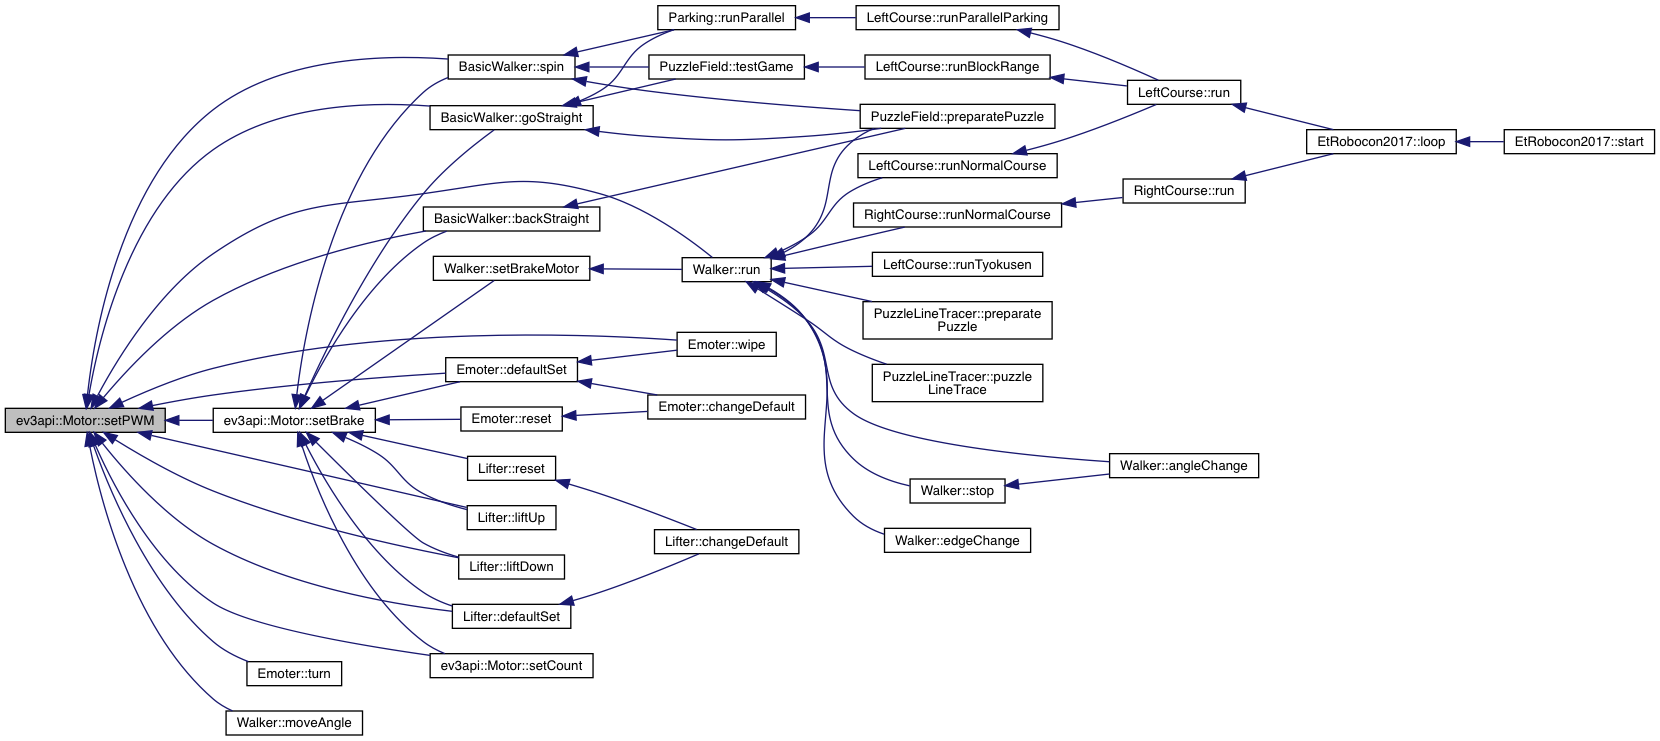 Parking::runParallel
LeftCourse::runParallelParking
BasicWalker::spin
PuzzleField::testGame
LeftCourse::runBlockRange
LeftCourse::run
BasicWalker::goStraight
PuzzleField::preparatePuzzle
EtRobocon2017::loop
EtRobocon2017::start
LeftCourse::runNormalCourse
RightCourse::run
BasicWalker::backStraight
RightCourse::runNormalCourse
Walker::setBrakeMotor
Walker::run
LeftCourse::runTyokusen
PuzzleLineTracer::preparate
Puzzle
Emoter::wipe
Emoter::defaultSet
PuzzleLineTracer::puzzle
LineTrace
Emoter::changeDefault
ev3api::Motor::setPWM
ev3api::Motor::setBrake
Emoter::reset
Lifter::reset
Walker::angleChange
Walker::stop
Lifter::liftUp
Lifter::changeDefault
Walker::edgeChange
Lifter::liftDown
Lifter::defaultSet
ev3api::Motor::setCount
Emoter::turn
Walker::moveAngle